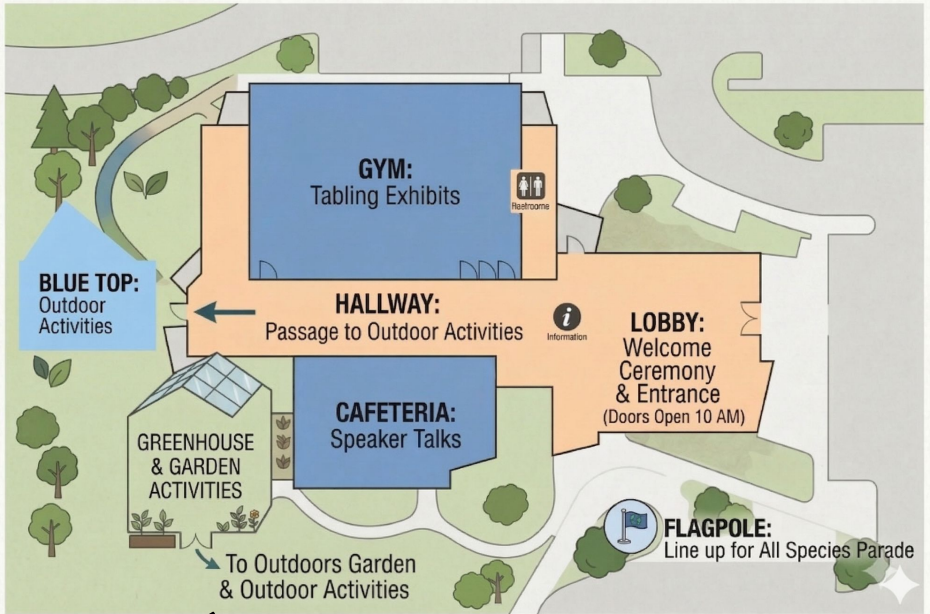 GYM:
Tabling Exhibits
Restrooms
BLUE TOP:
Outdoor
Activities
HALLWAY:
Passage to Outdoor Activities
i
Information
LOBBY:
Welcome
Ceremony
& Entrance
(Doors Open 10 AM)
CAFETERIA:
Speaker Talks
GREENHOUSE
& GARDEN
ACTIVITIES
FLAGPOLE:
Line up for All Species Parade
To Outdoors Garden
& Outdoor Activities